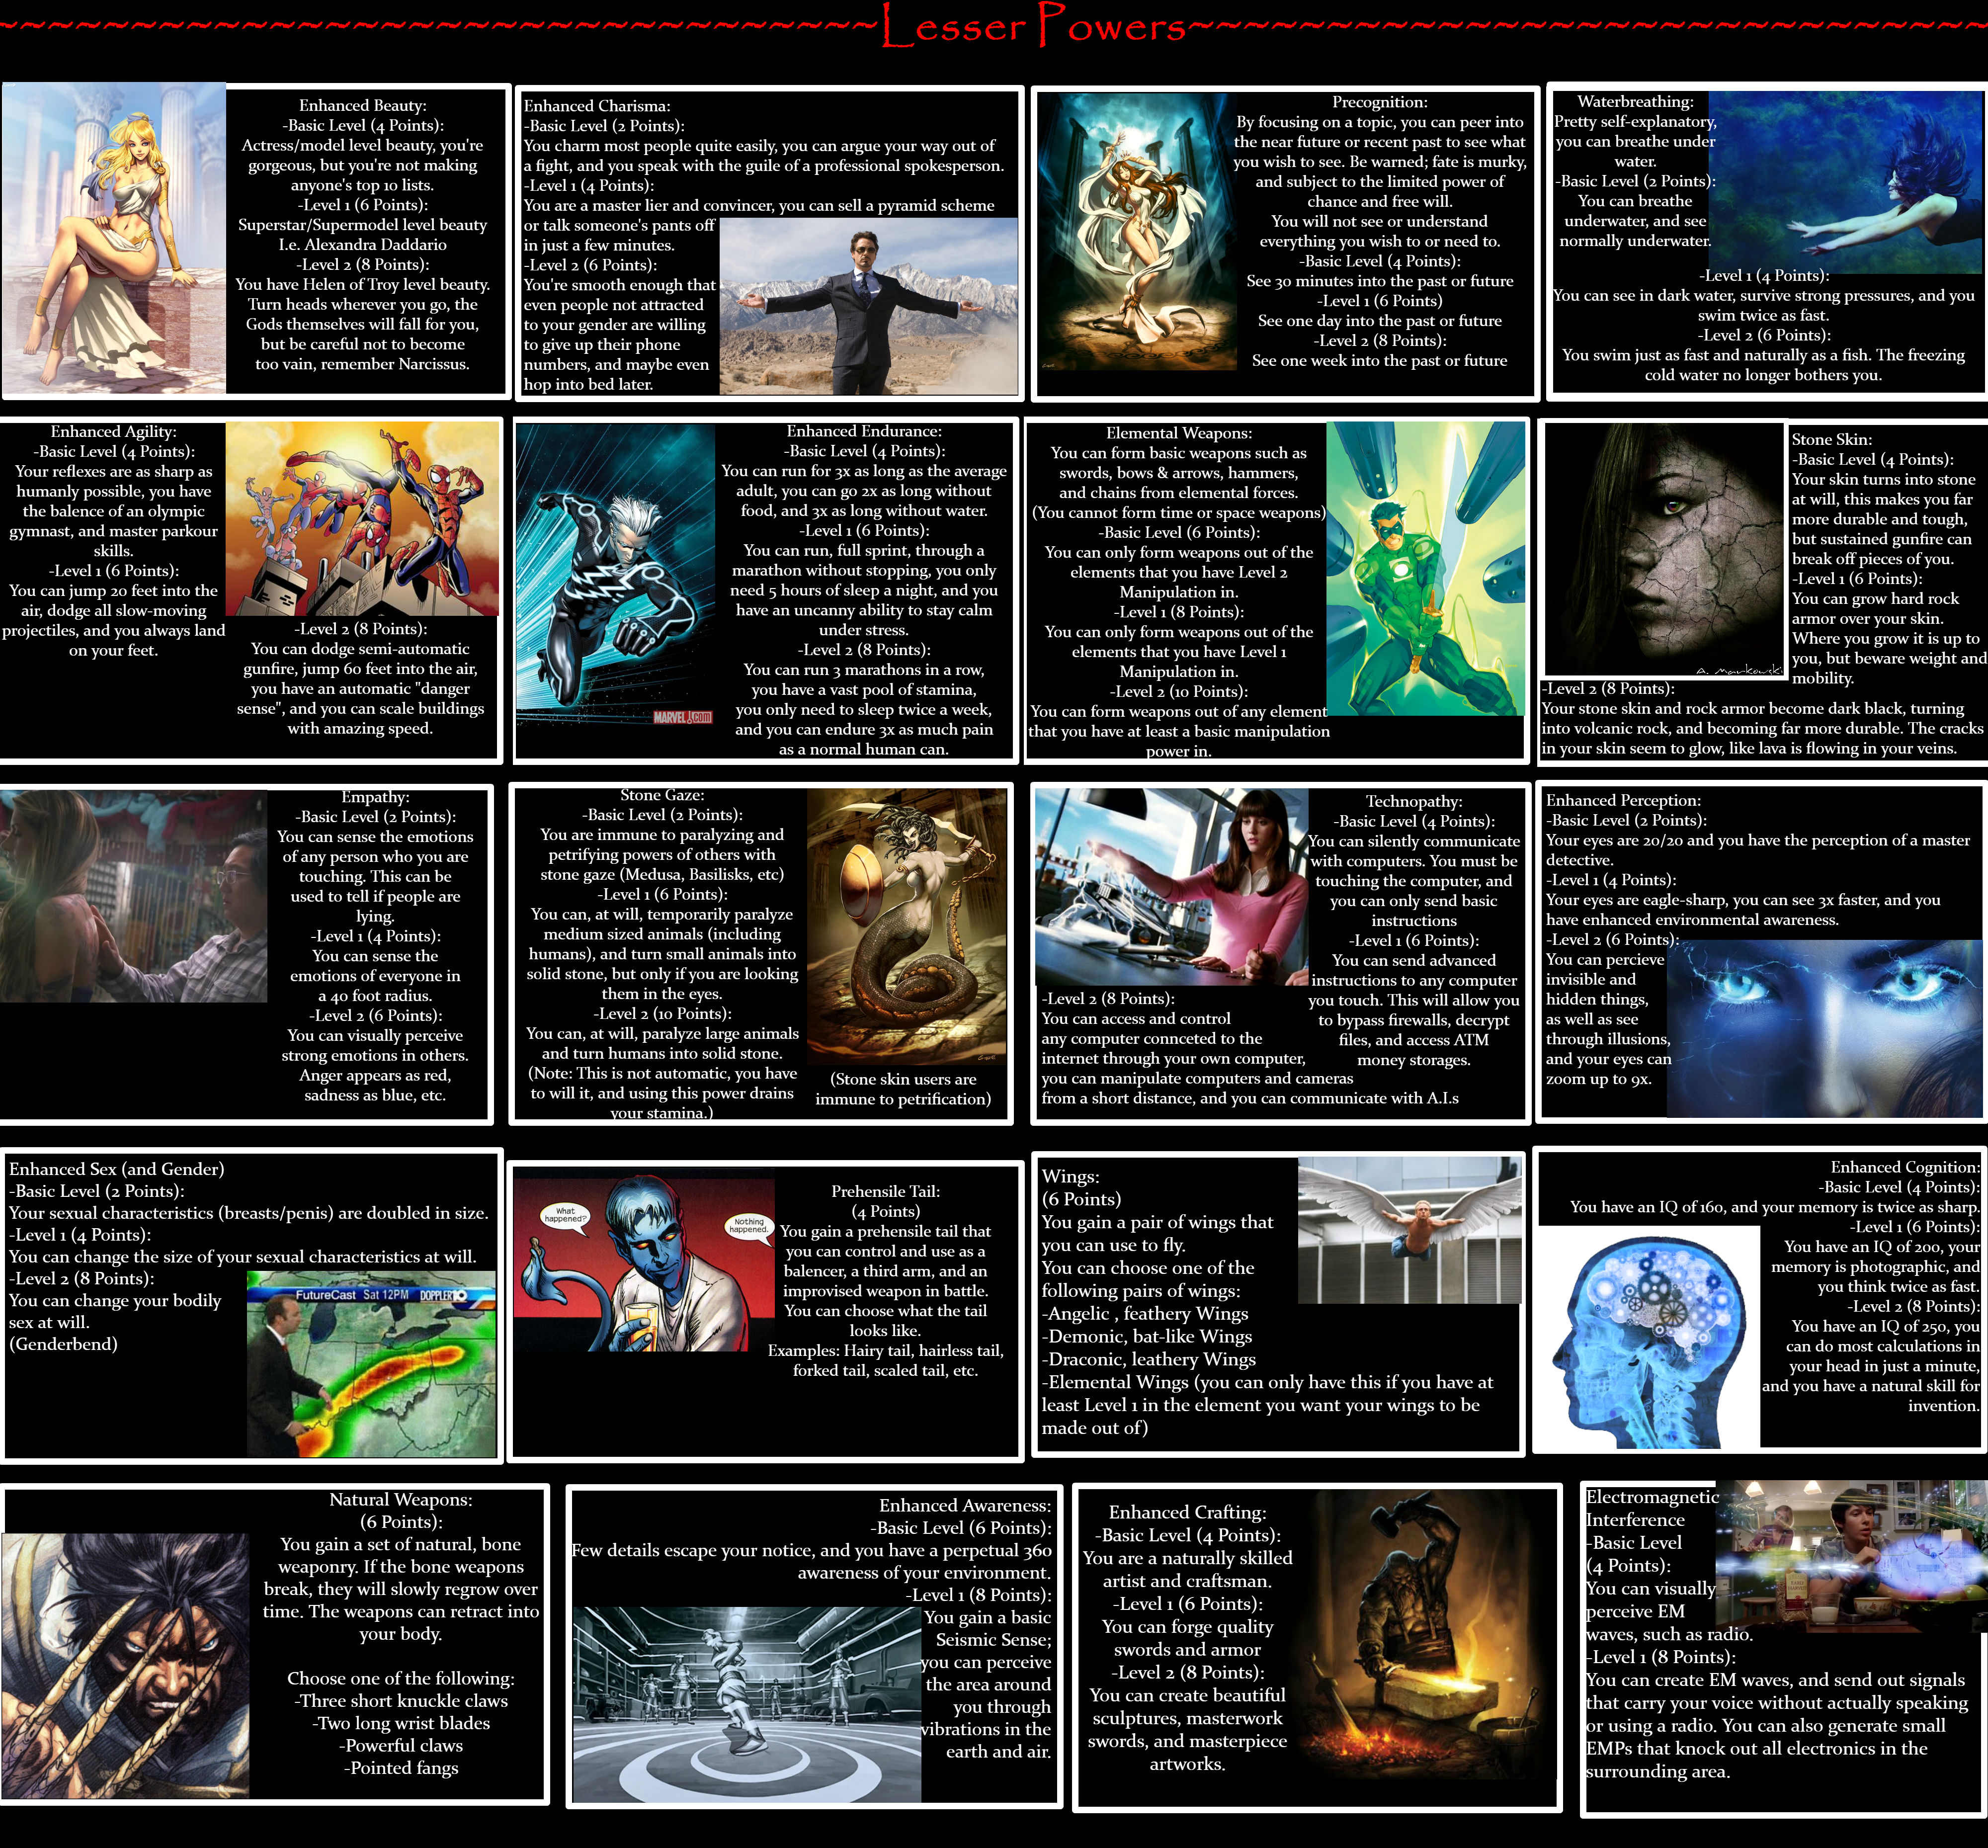 ~~~~~~~~~~~~~~~~~~~~~~~~~~~~~~~~~~~~Lesser Powers~~~~~~~~~~~~~~~~~~~~~~~~~~~~~~~~~
Enhanced Beauty:
-Basic Level (4 Points):
Actress/model level beauty, you're
gorgeous, but you're not making
anyone's top 10 lists.
-Level 1 (6 Points):
Superstar/Supermodel level beauty
I.e. Alexandra Daddario
-Level 2 (8 Points):
You have Helen of Troy level beauty.
Turn heads wherever you go, the
Gods themselves will fall for you,
but be careful not to become
too vain, remember Narcissus.
Enhanced Charisma:
-Basic Level (2 Points):
You charm most people quite easily, you can argue your way out of
a fight, and you speak with the guile of a professional spokesperson.
-Level 1 (4 Points):
You are a master lier and convincer, you can sell a pyramid scheme
or talk someone's pants off
in just a few minutes.
-Level 2 (6 Points):
You're smooth enough that
even people not attracted
to your gender are willing
to give up their phone
numbers, and maybe even
hop into bed later.
Precognition:
By focusing on a topic, you can peer into
the near future or recent past to see what
you wish to see. Be warned; fate is murky,
and subject to the limited power of
chance and free will.
You will not see or understand
everything you wish to or need to.
-Basic Level (4 Points):
See 30 minutes into the past or future
-Level 1 (6 Points)
See one day into the past or future
-Level 2 (8 Points):
See one week into the past or future
Waterbreathing:
Pretty self-explanatory,
you can breathe under
water.
-Basic Level (2 Points):
You can breathe
underwater, and see
normally underwater.
-Level 1 (4 Points):
You can see in dark water, survive strong pressures, and you
swim twice as fast.
-Level 2 (6 Points):
You swim just as fast and naturally as a fish. The freezing
cold water no longer bothers you.
Enhanced Agility:
-Basic Level (4 Points):
Your reflexes are as sharp as
humanly possible, you have
the balence of an olympic
gymnast, and master parkour
skills.
-Level 1 (6 Points):
You can jump 20 feet into the
air, dodge all slow-moving
projectiles, and you always land
on your feet.
-Level 2 (8 Points):
You can dodge semi-automatic
gunfire, jump 60 feet into the air,
you have an automatic "danger
sense", and you can scale buildings
with amazing speed.
MARVEL.com
Enhanced Endurance:
-Basic Level (4 Points):
You can run for 3x as long as the average
adult, you can go 2x as long without
food, and 3x as long without water.
-Level 1 (6 Points):
You can run, full sprint, through a
marathon without stopping, you only
need 5 hours of sleep a night, and you
have an uncanny ability to stay calm
under stress.
-Level 2 (8 Points):
You can run 3 marathons in a row,
you have a vast pool of stamina,
you only need to sleep twice a week,
and you can endure 3x as much pain
as a normal human can.
Elemental Weapons:
You can form basic weapons such as
swords, bows & arrows, hammers,
and chains from elemental forces.
(You cannot form time or space weapons)
-Basic Level (6 Points):
You can only form weapons out of the
elements that you have Level 2
Manipulation in.
-Level 1 (8 Points):
You can only form weapons out of the
elements that you have Level 1
Manipulation in.
-Level 2 (10 Points):
You can form weapons out of any element
that you have at least a basic manipulation
power in.
A. Markowski
Stone Skin:
-Basic Level (4 Points):
Your skin turns into stone
at will, this makes you far
more durable and tough,
but sustained gunfire can
break off pieces of you.
-Level 1 (6 Points):
You can grow hard rock
armor over your skin.
Where you grow it is up to
you, but beware weight and
mobility.
-Level 2 (8 Points):
Your stone skin and rock armor become dark black, turning
into volcanic rock, and becoming far more durable. The cracks
in your skin seem to glow, like lava is flowing in your veins.
Empathy:
-Basic Level (2 Points):
You can sense the emotions
of any person who you are
touching. This can be
used to tell if people are
lying.
-Level 1 (4 Points):
You can sense the
emotions of everyone in
a 40 foot radius.
-Level 2 (6 Points):
You can visually perceive
strong emotions in others.
Anger appears as red,
sadness as blue, etc.
Stone Gaze:
-Basic Level (2 Points):
You are immune to paralyzing and
petrifying powers of others with
stone gaze (Medusa, Basilisks, etc)
-Level 1 (6 Points):
You can, at will, temporarily paralyze
medium sized animals (including
humans), and turn small animals into
solid stone, but only if you are looking
them in the eyes.
-Level 2 (10 Points):
You can, at will, paralyze large animals
and turn humans into solid stone.
(Note: This is not automatic, you have
to will it, and using this power drains
your stamina.)
(Stone skin users are
immune to petrification)
Technopathy:
-Basic Level (4 Points):
You can silently communicate
with computers. You must be
touching the computer, and
you can only send basic
instructions
-Level 1 (6 Points):
You can send advanced
instructions to any computer
you touch. This will allow you
to bypass firewalls, decrypt
files, and access ATM
money storages.
-Level 2 (8 Points):
You can access and control
any computer connceted to the
internet through your own computer,
you can manipulate computers and cameras
from a short distance, and you can communicate with A.I.s
Enhanced Perception:
-Basic Level (2 Points):
Your eyes are 20/20 and you have the perception of a master
detective.
-Level 1 (4 Points):
Your eyes are eagle-sharp, you can see 3x faster, and you
have enhanced environmental awareness.
-Level 2 (6 Points):
You can percieve
invisible and
hidden things,
as well as see
through illusions,
and your eyes can
zoom up to 9x.
Enhanced Sex (and Gender)
-Basic Level (2 Points):
Your sexual characteristics (breasts/penis) are doubled in size.
-Level 1 (4 Points):
You can change the size of your sexual characteristics at will.
-Level 2 (8 Points):
You can change your bodily
sex at will.
(Genderbend)
FutureCast Sat 12PM DOPPLER10
What
happened?
Nothing
happened.
Prehensile Tail:
(4 Points)
You gain a prehensile tail that
you can control and use as a
balencer, a third arm, and an
improvised weapon in battle.
You can choose what the tail
looks like.
Examples: Hairy tail, hairless tail,
forked tail, scaled tail, etc.
Wings:
(6 Points)
You gain a pair of wings that
you can use to fly.
You can choose one of the
following pairs of wings:
-Angelic , feathery Wings
-Demonic, bat-like Wings
-Draconic, leathery Wings
-Elemental Wings (you can only have this if you have at
least Level 1 in the element you want your wings to be
made out of)
Enhanced Cognition:
-Basic Level (4 Points):
You have an IQ of 160, and your memory is twice as sharp.
-Level 1 (6 Points):
You have an IQ of 200, your
memory is photographic, and
you think twice as fast.
-Level 2 (8 Points):
You have an IQ of 250, you
can do most calculations in
your head in just a minute,
and you have a natural skill for
invention.
Natural Weapons:
(6 Points):
You gain a set of natural, bone
weaponry. If the bone weapons
break, they will slowly regrow over
time. The weapons can retract into
your body.
Choose one of the following:
-Three short knuckle claws
-Two long wrist blades
-Powerful claws
-Pointed fangs
Enhanced Awareness:
-Basic Level (6 Points):
Few details escape your notice, and you have a perpetual 360
awareness of your environment.
-Level 1 (8 Points):
You gain a basic
Seismic Sense;
you can perceive
the area around
you through
vibrations in the
earth and air.
Enhanced Crafting:
-Basic Level (4 Points):
You are a naturally skilled
artist and craftsman.
-Level 1 (6 Points):
You can forge quality
swords and armor
-Level 2 (8 Points):
You can create beautiful
sculptures, masterwork
swords, and masterpiece
artworks.
Electromagnetic
Interference
-Basic Level
(4 Points):
You can visually
perceive EM
waves, such as radio.
-Level 1 (8 Points):
You can create EM waves, and send out signals
that carry your voice without actually speaking
or using a radio. You can also generate small
EMPs that knock out all electronics in the
surrounding area.